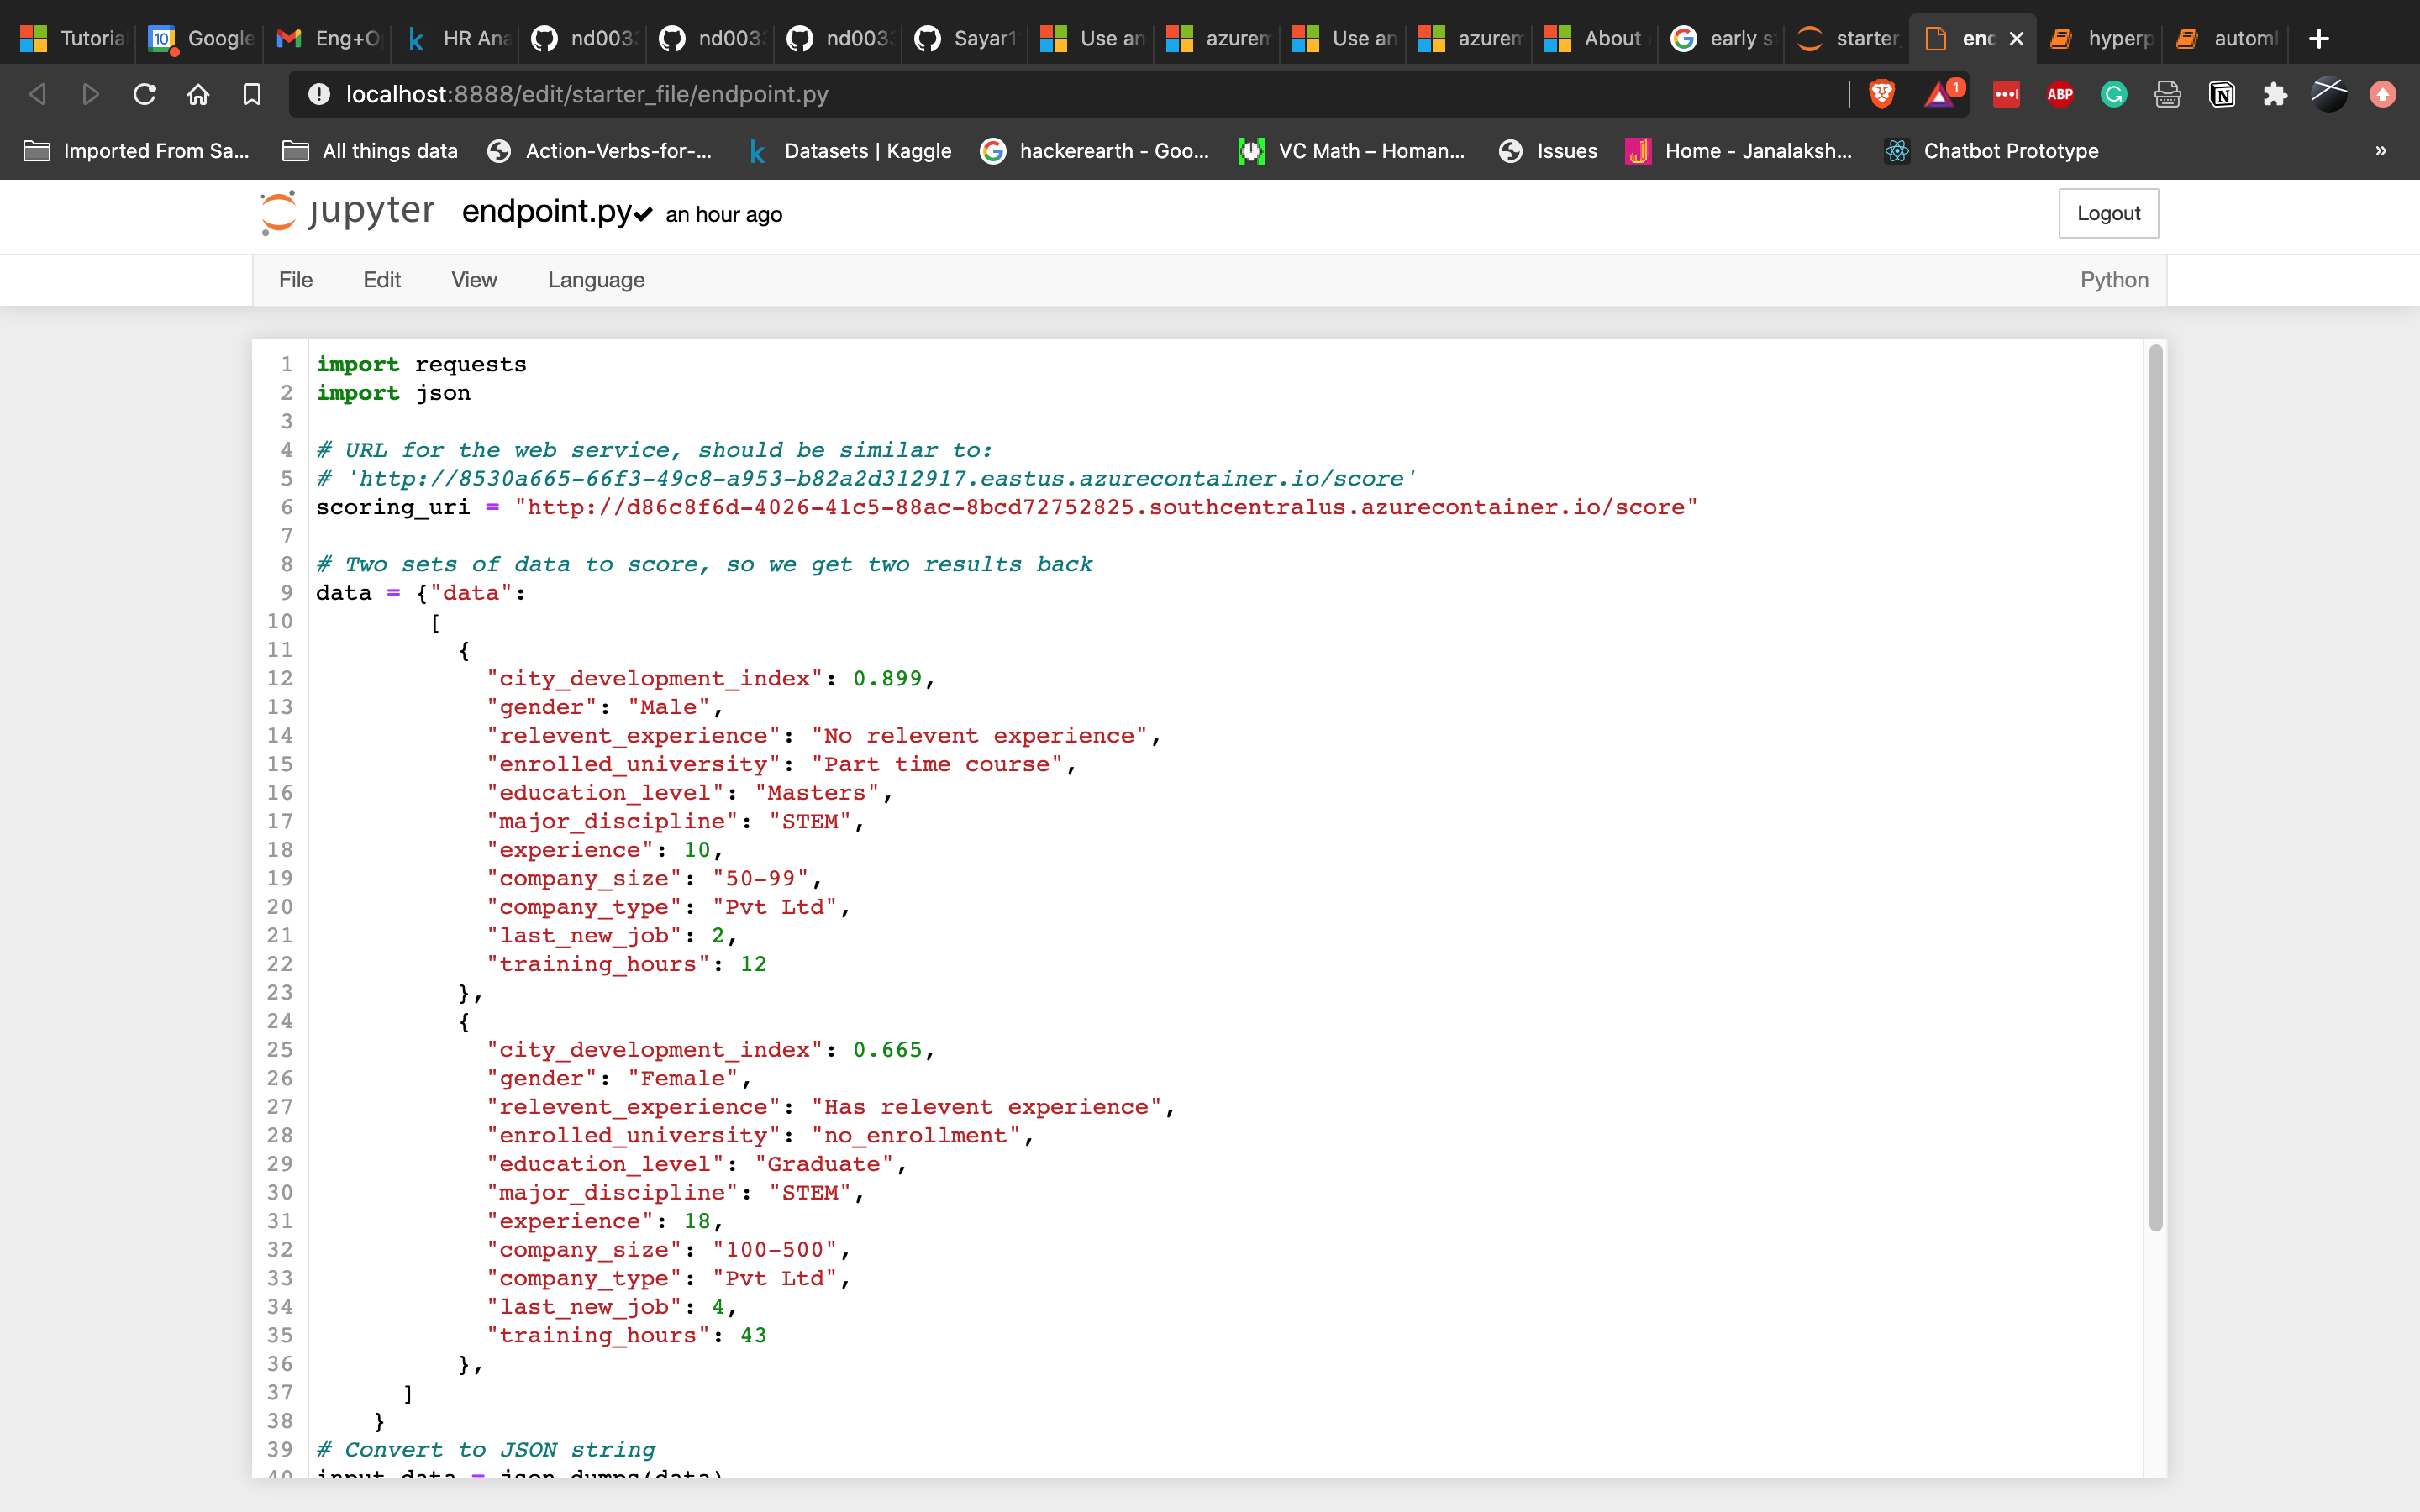 Tutoria Google Eng+O HR Ana nd003 nd003 nd003 Sayar1 Use an azurem Use an azurem About early s starter end hyperp automl
localhost:8888/edit/starter_file/endpoint.py 1 ABP
Imported From Sa... All things data Action-Verbs-for-... Datasets | Kaggle hackerearth - Goo... VC Math – Homan... Issues Home - Janalaksh... Chatbot Prototype »
jupyter endpoint.py✔ an hour ago Logout
File Edit View Language Python
1 import requests
2 import json
3
4 # URL for the web service, should be similar to:
5 # 'http://8530a665-66f3-49c8-a953-b82a2d312917.eastus.azurecontainer.io/score'
6 scoring_uri = "http://d86c8f6d-4026-41c5-88ac-8bcd72752825.southcentralus.azurecontainer.io/score"
7
8 # Two sets of data to score, so we get two results back
9 data = {"data":
10 [
11 {
12 "city_development_index": 0.899,
13 "gender": "Male",
14 "relevent_experience": "No relevent experience",
15 "enrolled_university": "Part time course",
16 "education_level": "Masters",
17 "major_discipline": "STEM",
18 "experience": 10,
19 "company_size": "50-99",
20 "company_type": "Pvt Ltd",
21 "last_new_job": 2,
22 "training_hours": 12
23 },
24 {
25 "city_development_index": 0.665,
26 "gender": "Female",
27 "relevent_experience": "Has relevent experience",
28 "enrolled_university": "no_enrollment",
29 "education_level": "Graduate",
30 "major_discipline": "STEM",
31 "experience": 18,
32 "company_size": "100-500",
33 "company_type": "Pvt Ltd",
34 "last_new_job": 4,
35 "training_hours": 43
36 },
37 ]
38 }
39 # Convert to JSON string
40 input_data = json.dumps(data)